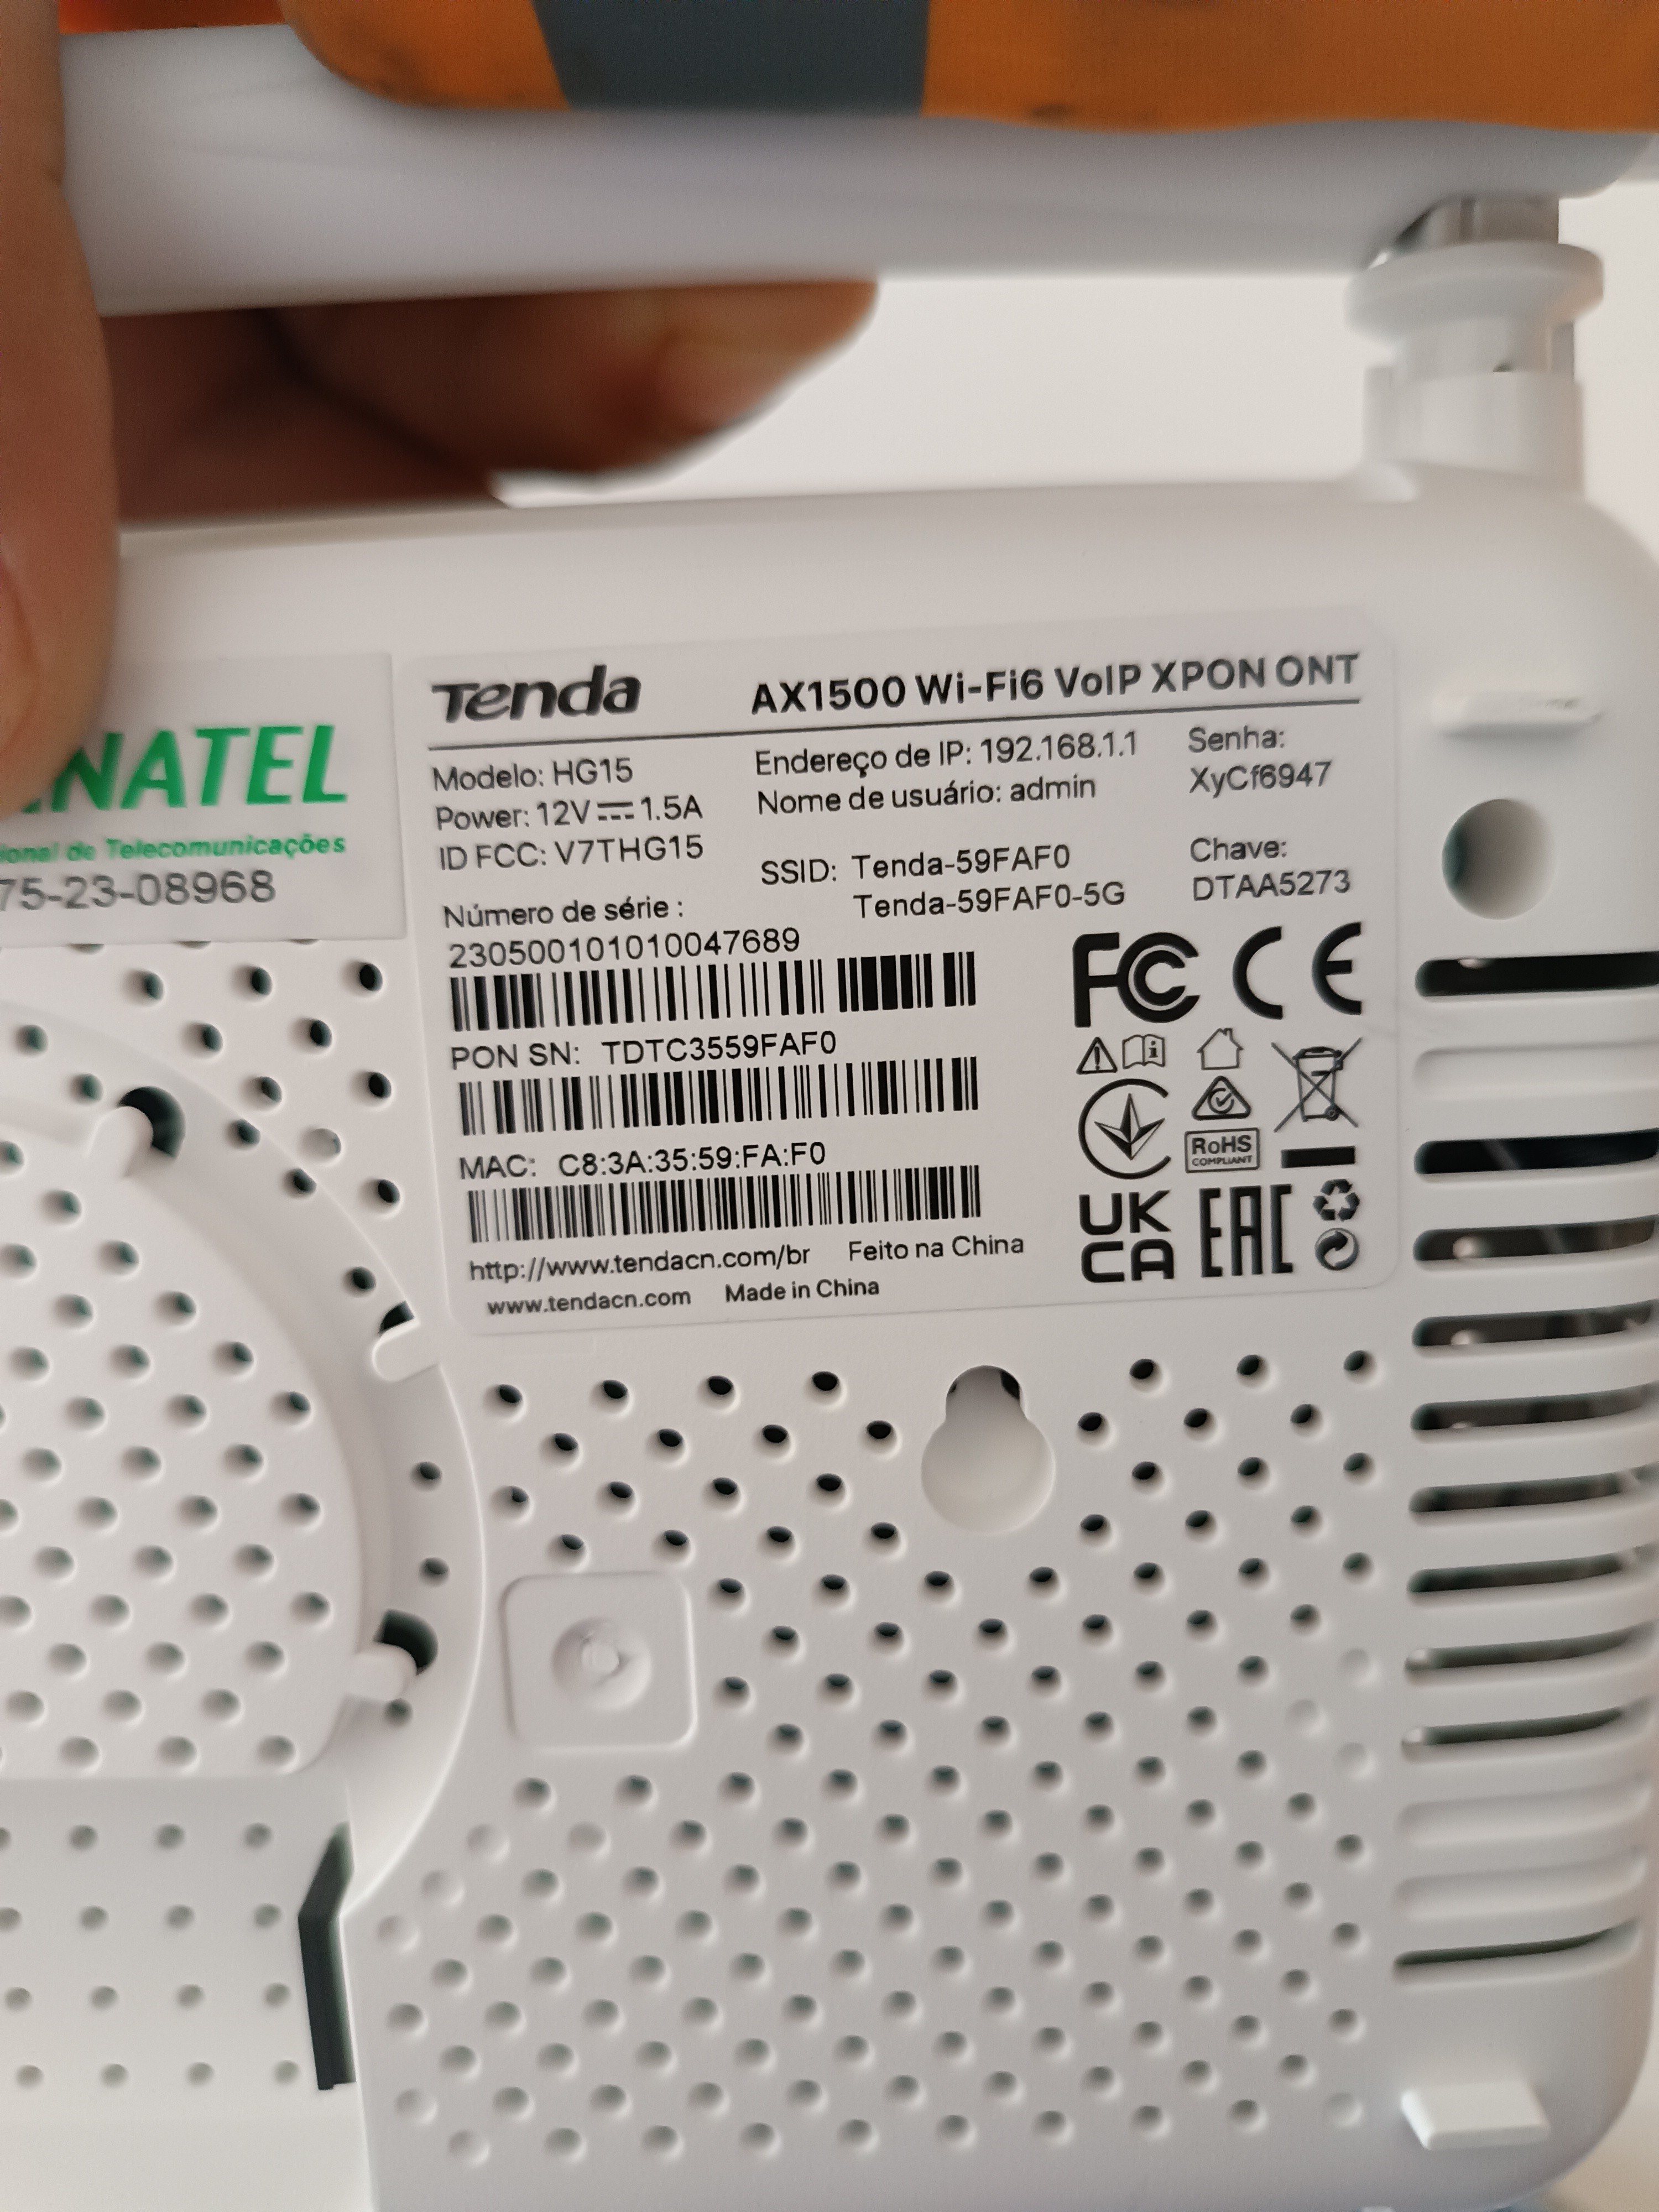 NATEL
ional de Telecomunicações
75-23-08968
Tenda
AX1500 Wi-Fi6 VoIP XPON ONT
Modelo: HG15
Power: 12V⎓1.5A
ID FCC: V7THG15
Endereço de IP: 192.168.1.1
Nome de usuário: admin
Senha:
XyCf6947
SSID: Tenda-59FAF0
Tenda-59FAF0-5G
Chave:
DTAA5273
Número de série :
230500101010047689
PON SN: TDTC3559FAF0
MAC: C8:3A:35:59:FA:F0
http://www.tendacn.com/br Feito na China
www.tendacn.com Made in China
FC CE
RoHS
COMPLIANT
UK
CA
EAC